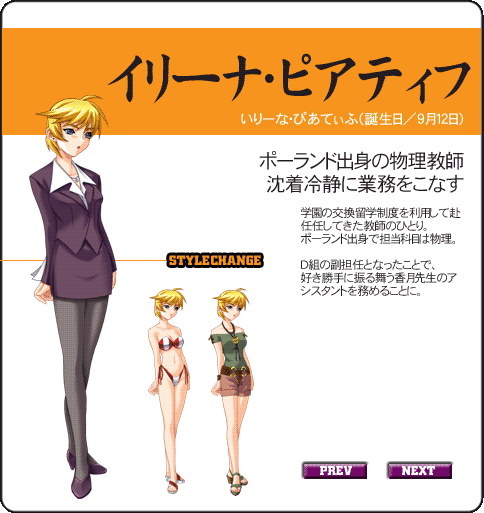 イリーナ・ピアティフ
いりーな・ぴあてぃふ(誕生日／9月12日)
ポーランド出身の物理教師
沈着冷静に業務をこなす
学園の交換留学制度を利用して赴
任任してきた教師のひとり。
ポーランド出身で担当科目は物理。
D組の副担任となったことで、
好き勝手に振る舞う香月先生のア
シスタントを務めることに。
STYLECHANGE
PREV
NEXT